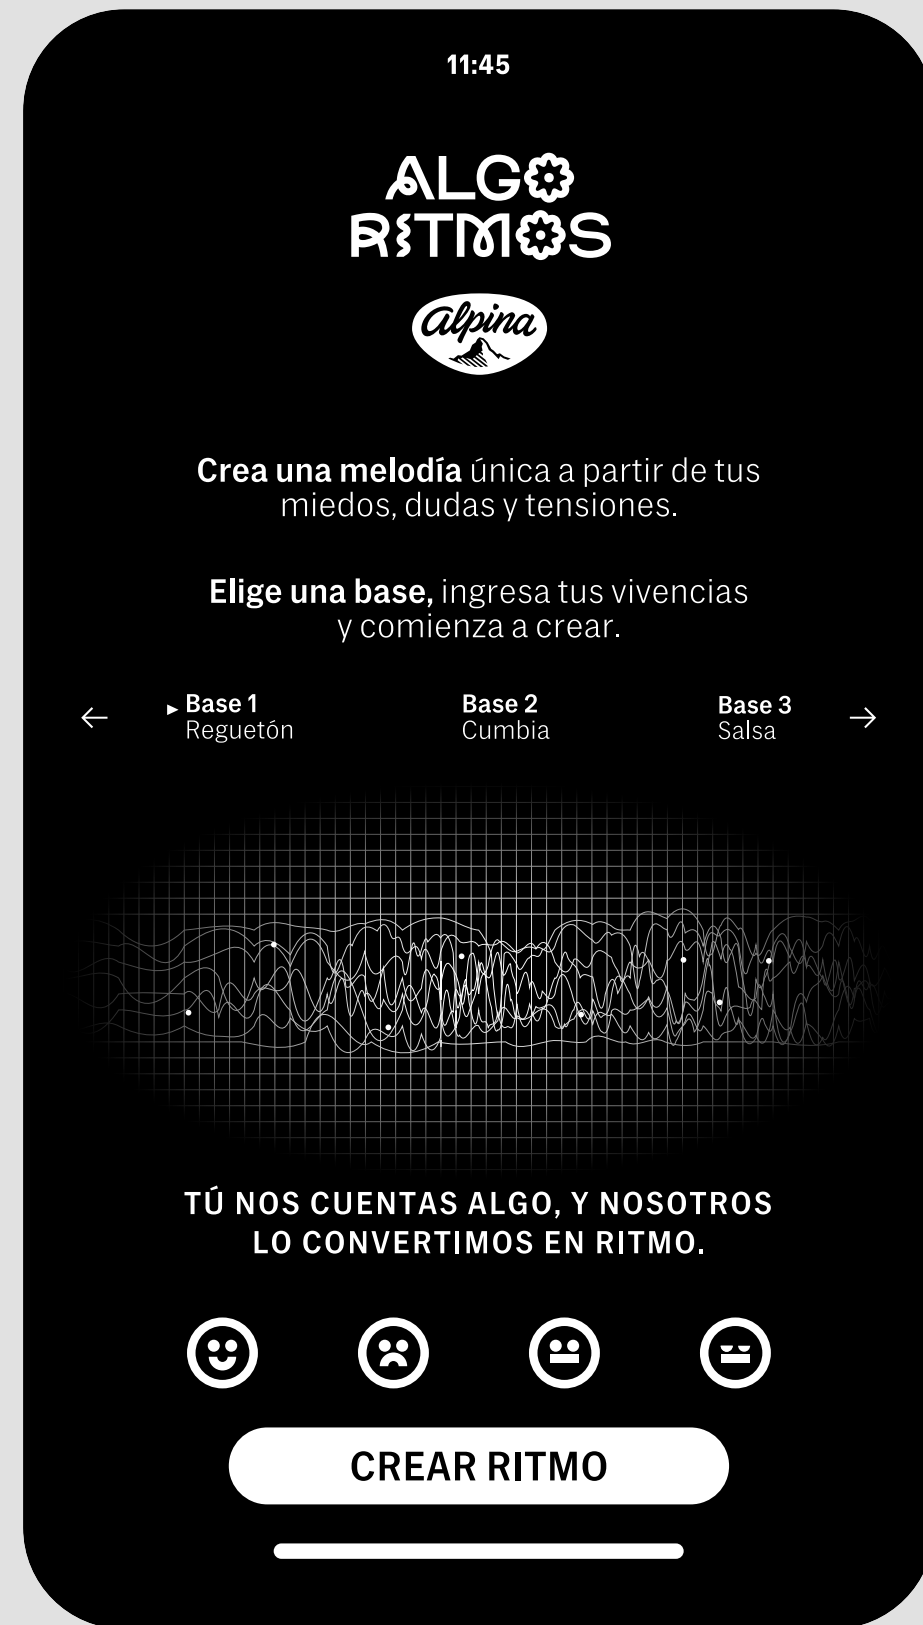 11:45
ALGO
RITMOS
alpina
Crea una melodía única a partir de tus
miedos, dudas y tensiones.
Elige una base, ingresa tus vivencias
y comienza a crear.
← ▸ Base 1 Base 2 Base 3 →
Reguetón Cumbia Salsa
TÚ NOS CUENTAS ALGO, Y NOSOTROS
LO CONVERTIMOS EN RITMO.
CREAR RITMO